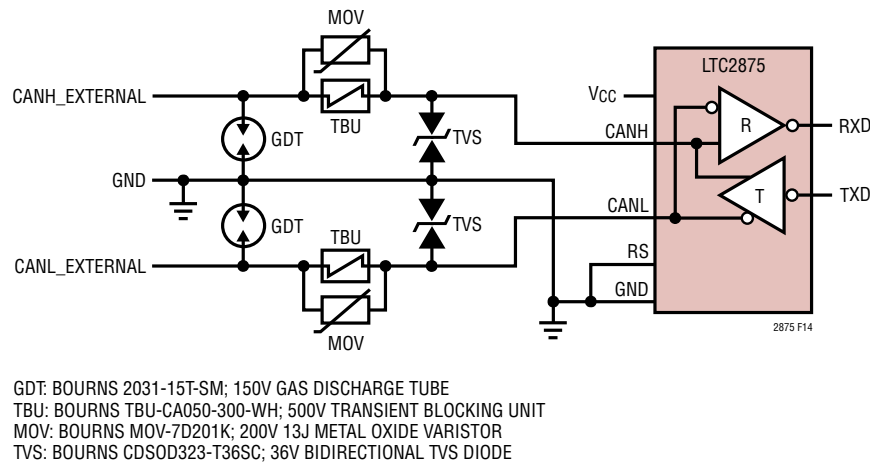 MOV
LTC2875
CANH_EXTERNAL
VCC
TBU
R
RXD
CANH
GDT
TVS
GND
T
TXD
CANL
GDT
TVS
TBU
RS
CANL_EXTERNAL
GND
MOV
2875 F14
GDT: BOURNS 2031-15T-SM; 150V GAS DISCHARGE TUBE
TBU: BOURNS TBU-CA050-300-WH; 500V TRANSIENT BLOCKING UNIT
MOV: BOURNS MOV-7D201K; 200V 13J METAL OXIDE VARISTOR
TVS: BOURNS CDSOD323-T36SC; 36V BIDIRECTIONAL TVS DIODE